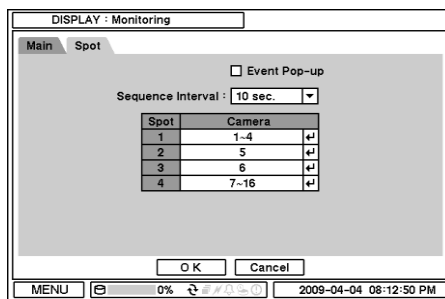 DISPLAY : Monitoring
Main Spot
Event Pop-up
Sequence Interval : 10 sec.
Spot Camera
1 1~4
2 5
3 6
4 7~16
O K Cancel
MENU 0% 2009-04-04 08:12:50 PM